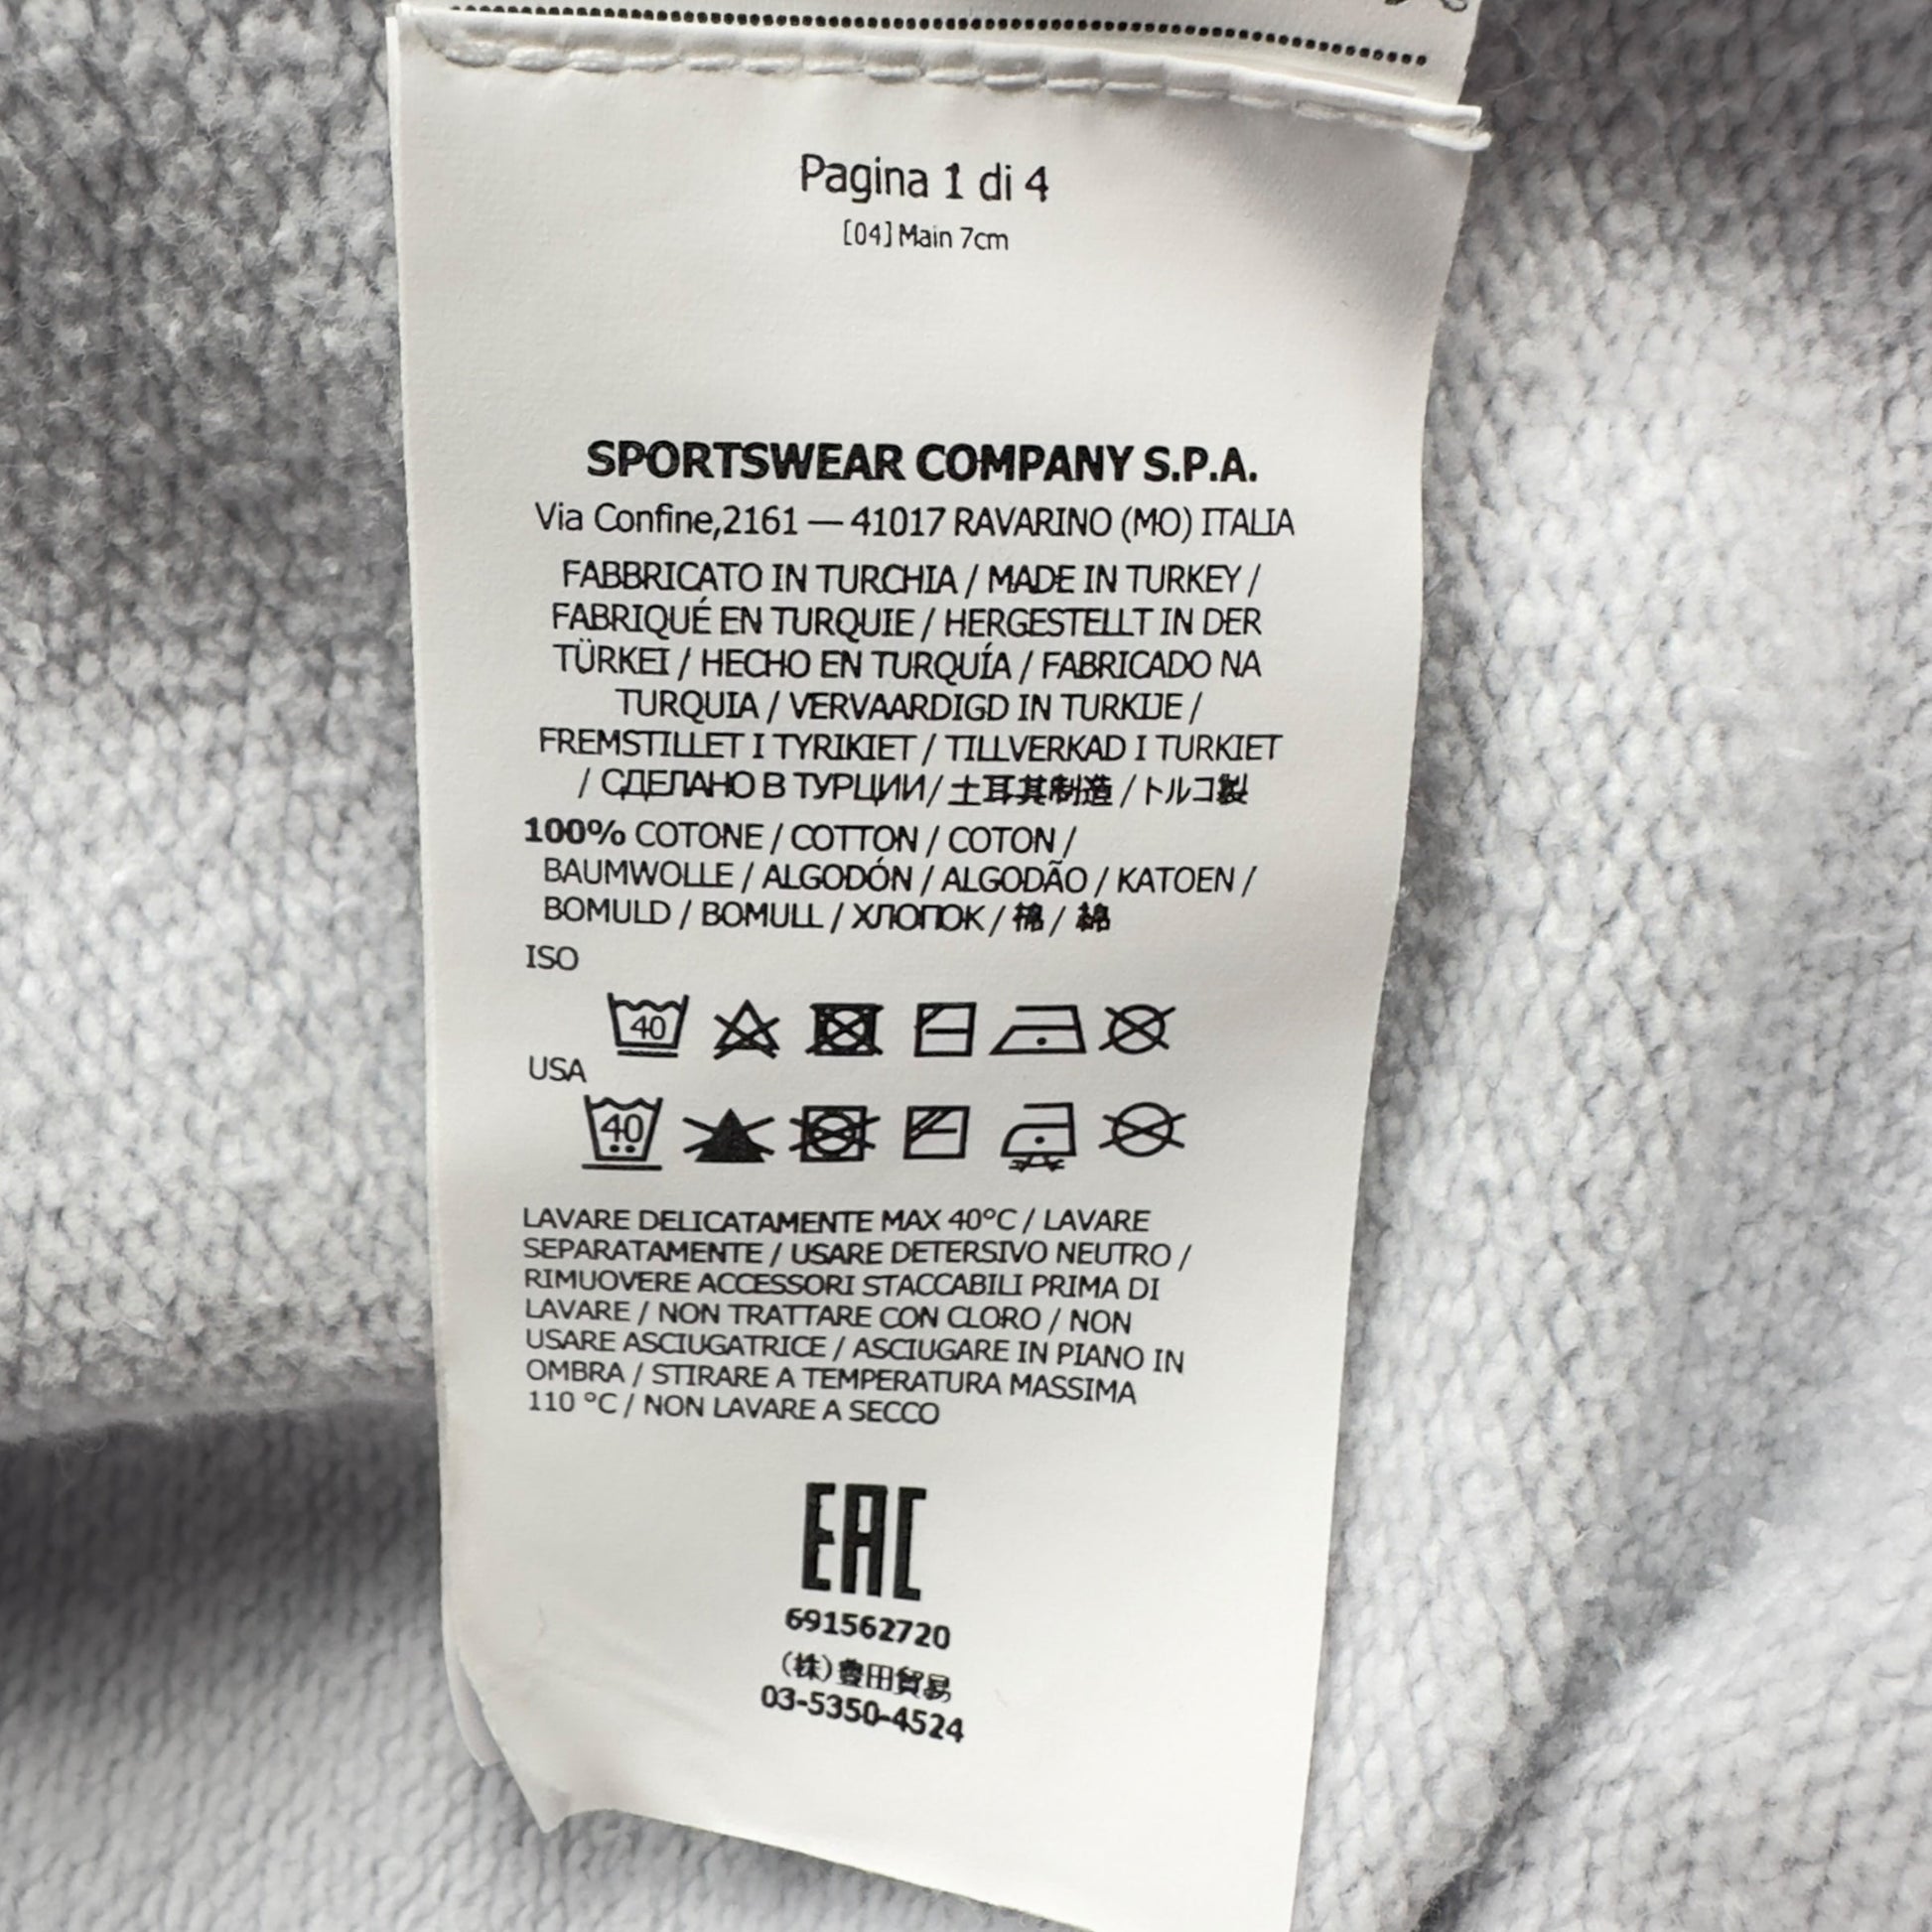 Pagina 1 di 4
[04] Main 7cm
SPORTSWEAR COMPANY S.P.A.
Via Confine,2161 — 41017 RAVARINO (MO) ITALIA
FABBRICATO IN TURCHIA / MADE IN TURKEY /
FABRIQUÉ EN TURQUIE / HERGESTELLT IN DER
TÜRKEI / HECHO EN TURQUÍA / FABRICADO NA
TURQUIA / VERVAARDIGD IN TURKIJE /
FREMSTILLET I TYRIKIET / TILLVERKAD I TURKIET
/ СДЕЛАНО В ТУРЦИИ/ 土耳其制造 / トルコ製
100% COTONE / COTTON / COTON /
BAUMWOLLE / ALGODÓN / ALGODÃO / KATOEN /
BOMULD / BOMULL / ХЛОПОК / 棉 / 綿
ISO
40
USA
40
LAVARE DELICATAMENTE MAX 40°C / LAVARE
SEPARATAMENTE / USARE DETERSIVO NEUTRO /
RIMUOVERE ACCESSORI STACCABILI PRIMA DI
LAVARE / NON TRATTARE CON CLORO / NON
USARE ASCIUGATRICE / ASCIUGARE IN PIANO IN
OMBRA / STIRARE A TEMPERATURA MASSIMA
110 °C / NON LAVARE A SECCO
EAC
691562720
(株)豊田貿易
03-5350-4524